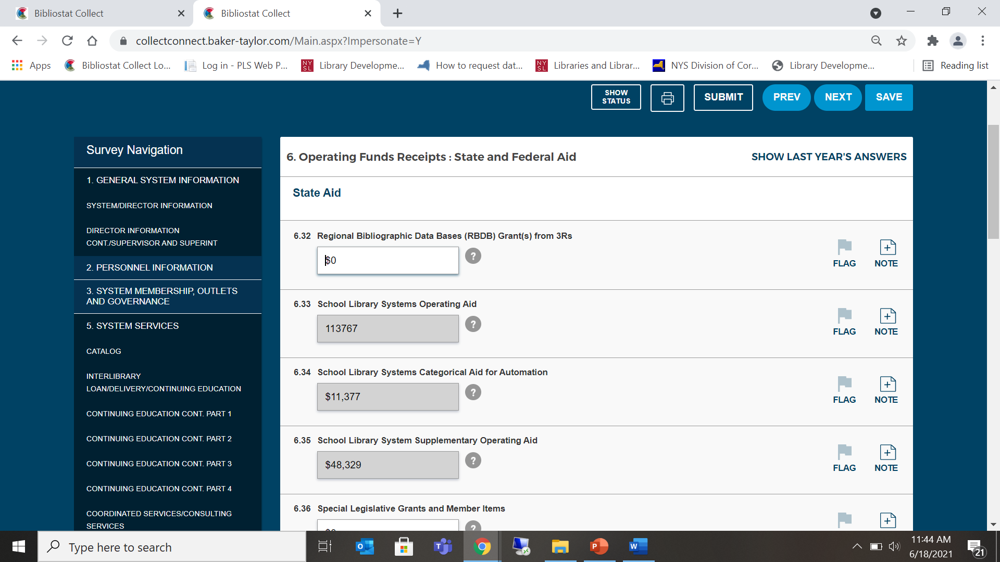 Bibliostat Collect
Bibliostat Collect
collectconnect.baker-taylor.com/Main.aspx?Impersonate=Y
Apps
Bibliostat Collect Lo...
Log in - PLS Web P...
NY SL
Library Developme...
How to request dat...
NY SL
Libraries and Librar...
NYS Division of Cor...
Library Developme...
Reading list
SHOW
STATUS
SUBMIT
PREV
NEXT
SAVE
Survey Navigation
1. GENERAL SYSTEM INFORMATION
SYSTEM/DIRECTOR INFORMATION
DIRECTOR INFORMATION
CONT./SUPERVISOR AND SUPERINT
2. PERSONNEL INFORMATION
3. SYSTEM MEMBERSHIP, OUTLETS
AND GOVERNANCE
5. SYSTEM SERVICES
CATALOG
INTERLIBRARY
LOAN/DELIVERY/CONTINUING EDUCATION
CONTINUING EDUCATION CONT. PART 1
CONTINUING EDUCATION CONT. PART 2
CONTINUING EDUCATION CONT. PART 3
CONTINUING EDUCATION CONT. PART 4
COORDINATED SERVICES/CONSULTING
SERVICES
6. Operating Funds Receipts : State and Federal Aid
SHOW LAST YEAR'S ANSWERS
State Aid
6.32 Regional Bibliographic Data Bases (RBDB) Grant(s) from 3Rs
$0
?
FLAG
NOTE
6.33 School Library Systems Operating Aid
113767
?
FLAG
NOTE
6.34 School Library Systems Categorical Aid for Automation
$11,377
?
FLAG
NOTE
6.35 School Library System Supplementary Operating Aid
$48,329
?
FLAG
NOTE
6.36 Special Legislative Grants and Member Items
?
Type here to search
11:44 AM
6/18/2021
21